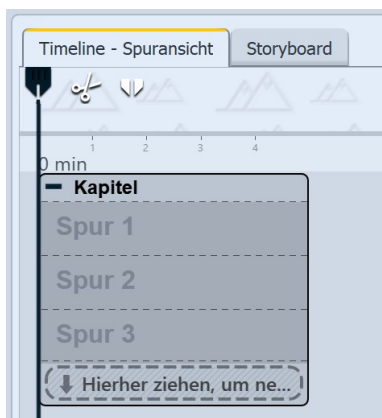 Timeline - Spuransicht Storyboard
1 2 3 4
0 min
Kapitel
Spur 1
Spur 2
Spur 3
Hierher ziehen, um ne...